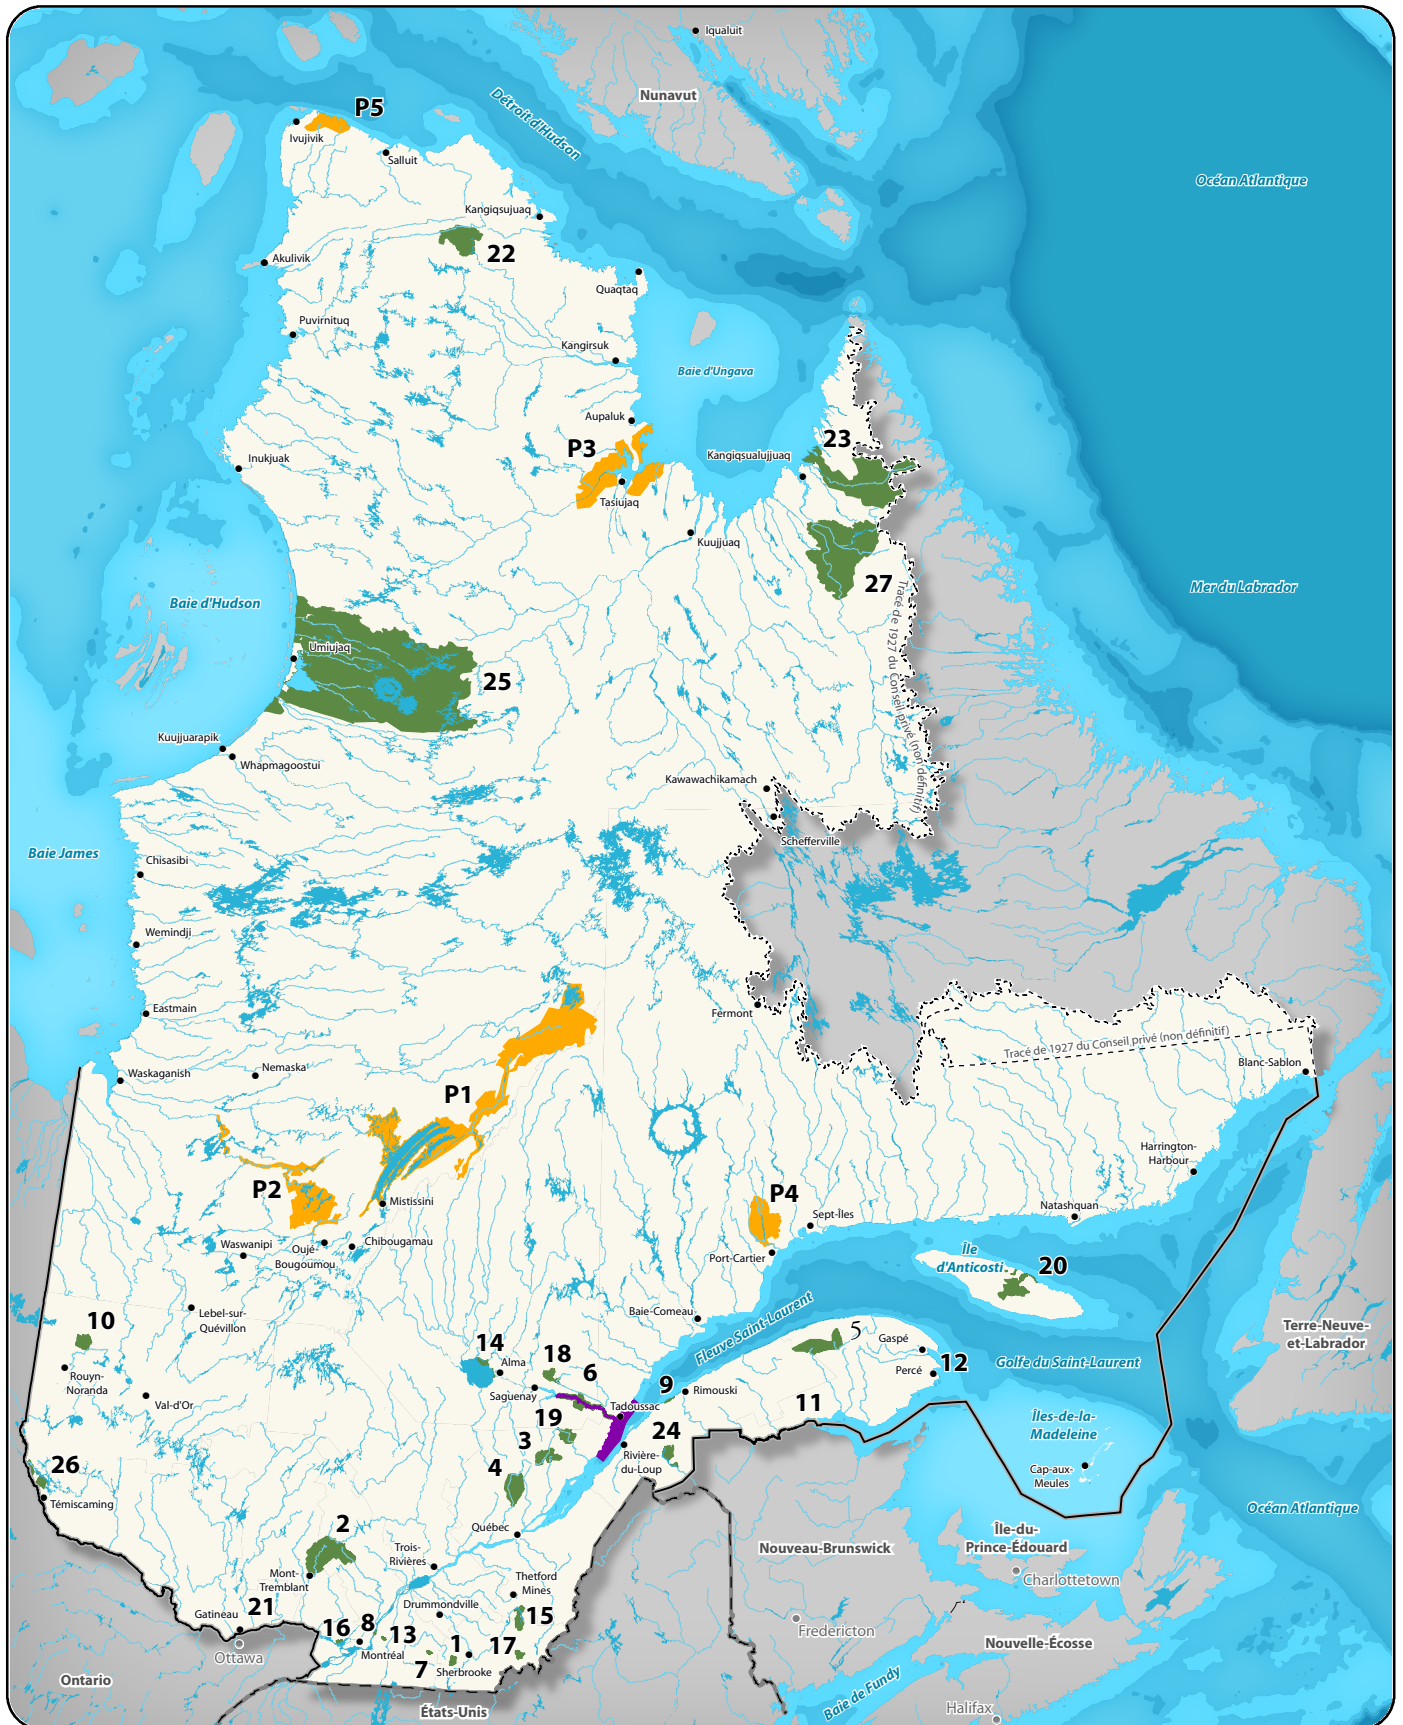 Iqualuit
Nunavut
P5
Détroit d'Hudson
Ivujivik
Salluit
Océan Atlantique
Kangiqsujuaq
22
Akulivik
Quaqtaq
Puvirnituq
Kangirsuk
Baie d'Ungava
Aupaluk
23
P3
Kangiqsualujjuaq
Inukjuak
Tasiujaq
Kuujjuaq
27
Mer du Labrador
Baie d'Hudson
Tracé de 1927 du Conseil privé (non définitif)
Umiujaq
25
Kuujjuarapik
Whapmagoostui
Kawawachikamach
Schefferville
Baie James
Chisasibi
Wemindji
Eastmain
Fermont
Tracé de 1927 du Conseil privé (non définitif)
Blanc-Sablon
Nemaska
Waskaganish
P1
Harrington-
Harbour
P2
P4
Mistissini
Natashquan
Sept-Îles
Waswanipi
Oujé-
Bougoumou
Chibougamau
Port-Cartier
Île
d'Anticosti
20
Lebel-sur-
Quévillon
10
Baie-Comeau
Fleuve Saint-Laurent
5
Gaspé
Terre-Neuve-
et-Labrador
14
Alma
18
Rouyn-
Noranda
6
9
Percé
12
Golfe du Saint-Laurent
Saguenay
Rimouski
Val-d'Or
Tadoussac
11
19
Îles-de-la-
Madeleine
3
24
Rivière-
du-Loup
26
4
Cap-aux-
Meules
Témiscaming
Océan Atlantique
2
Québec
Île-du-
Prince-Édouard
Trois-
Rivières
Nouveau-Brunswick
Mont-
Tremblant
Thetford
Mines
Charlottetown
Drummondville
21
Gatineau
15
16
8
13
Fredericton
1
17
Nouvelle-Écosse
Ottawa
Montréal
7
Sherbrooke
Ontario
Baie de Fundy
États-Unis
Halifax